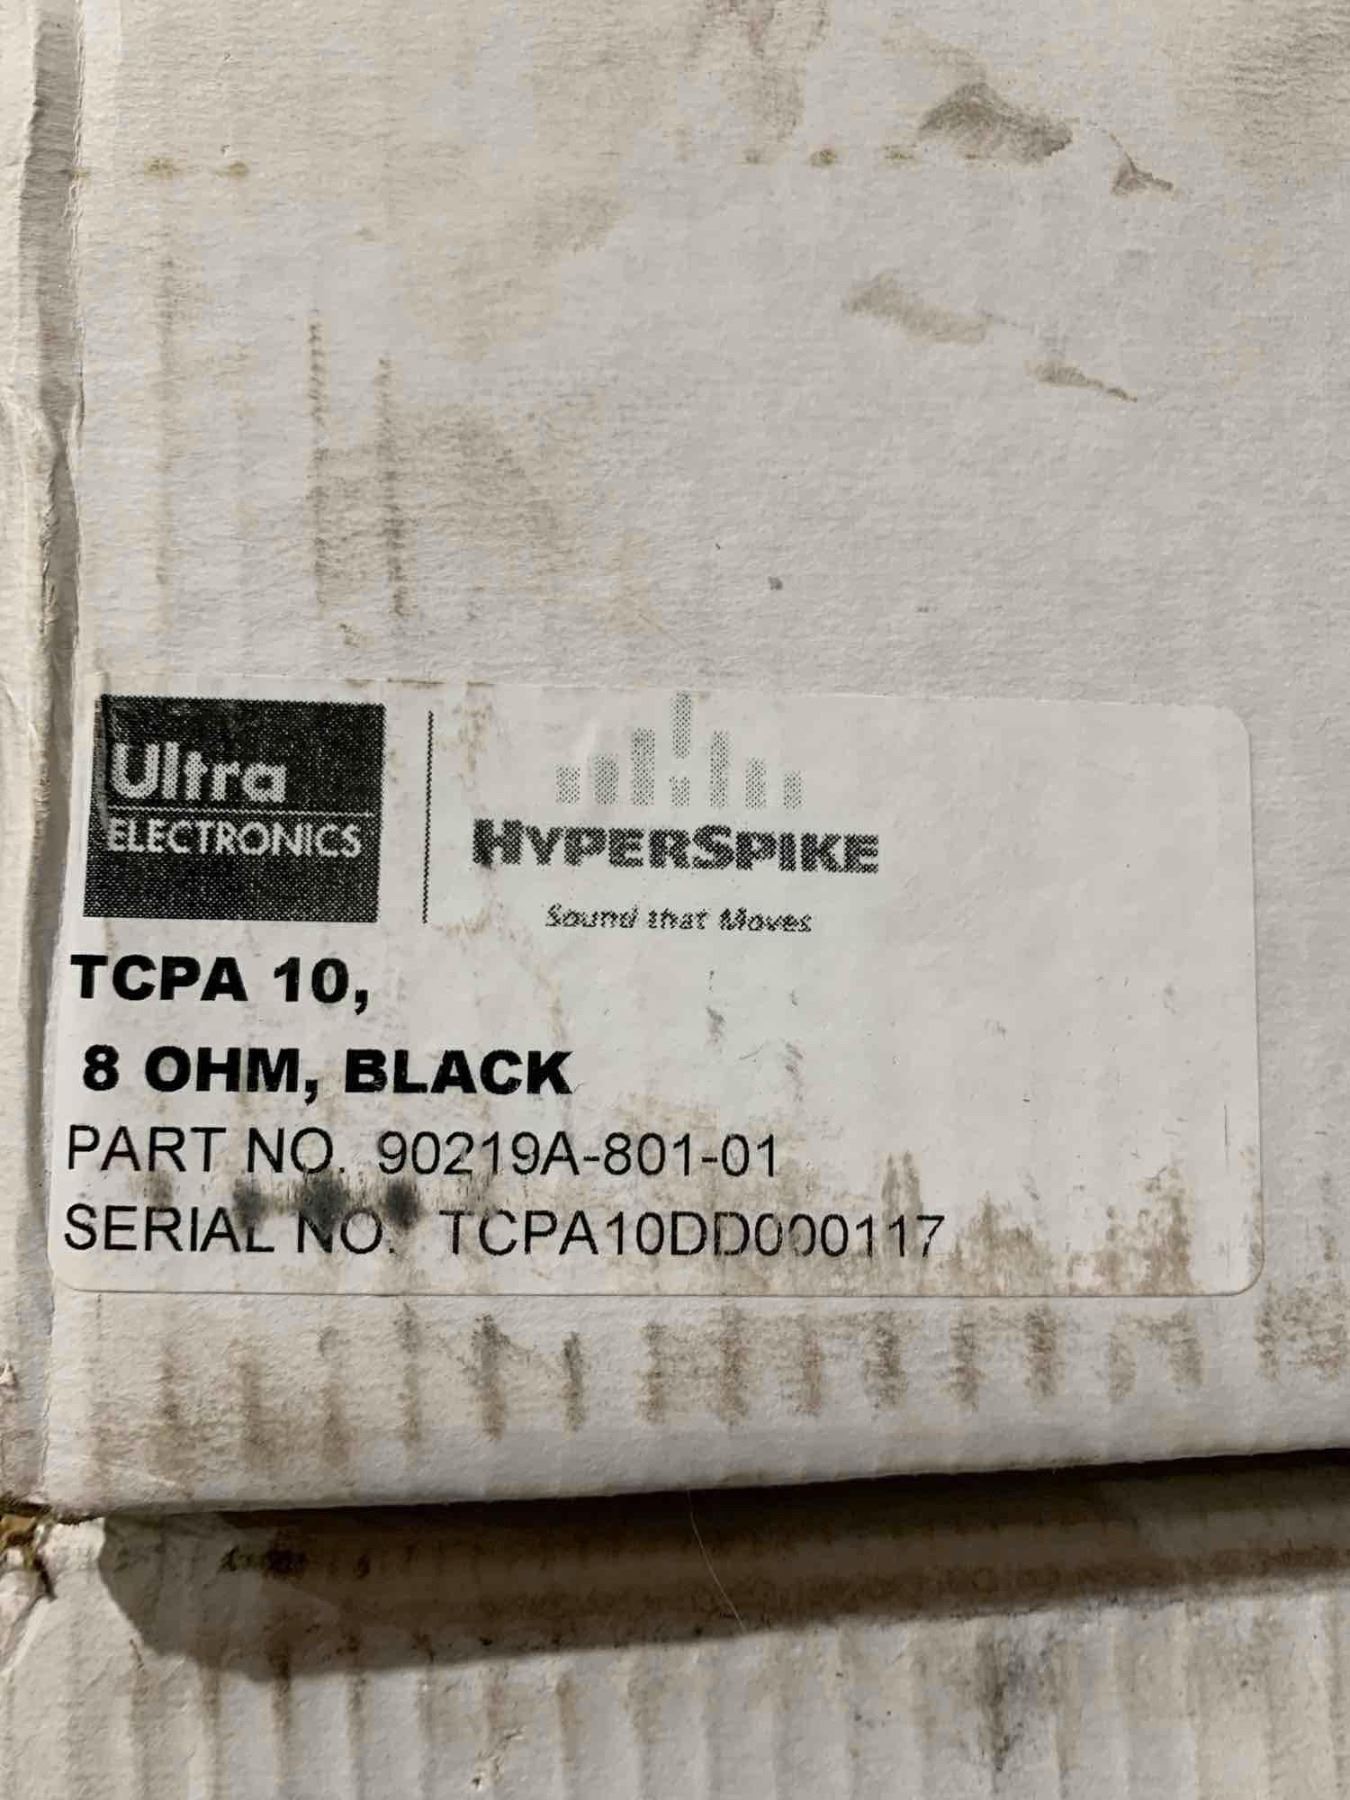 Ultra
ELECTRONICS
HYPERSPIKE
Sound that Moves
TCPA 10,
8 OHM, BLACK
PART NO. 90219A-801-01
SERIAL NO. TCPA10DD000117